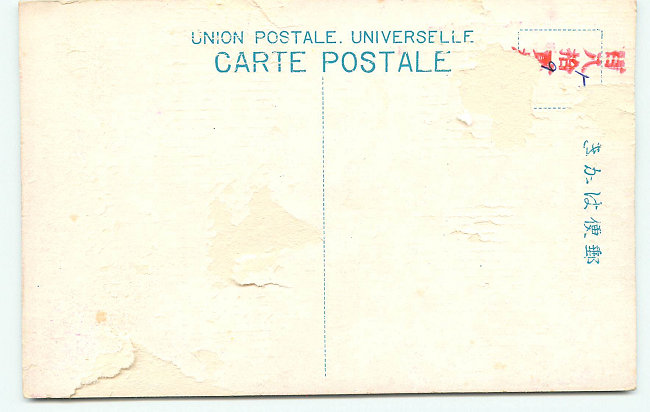 UNION POSTALE. UNIVERSELLE
CARTE POSTALE
郵便はかき